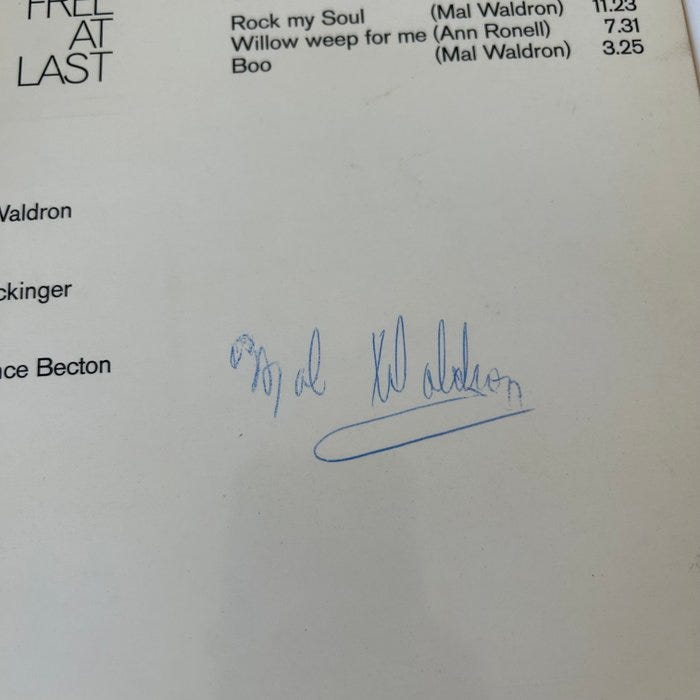 FREE
AT
LAST
Rock my Soul (Mal Waldron) 11.23
Willow weep for me (Ann Ronell) 7.31
Boo (Mal Waldron) 3.25
Waldron
ckinger
nce Becton
Mal Waldron